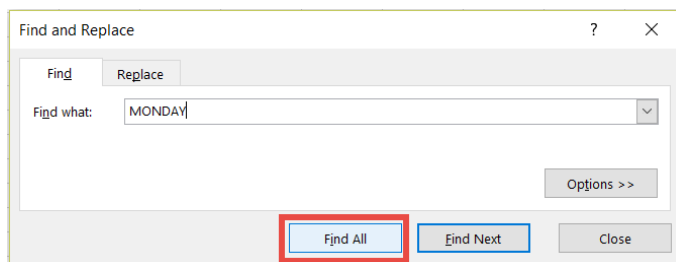 Find and Replace ? ×
Find Replace
Find what: MONDAY
Options >>
Find All Find Next Close